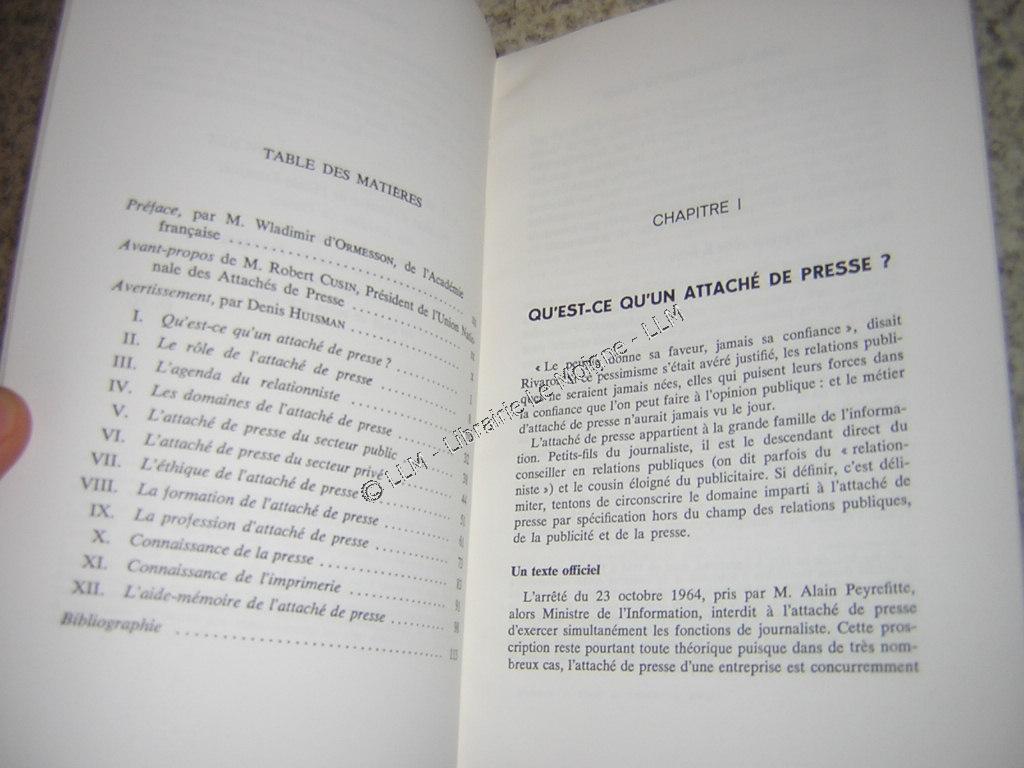 TABLE DES MATIÈRES
Préface, par M. Wladimir d'ORMESSON, de l'Académie
française
Avant-propos de M. Robert CUSIN, Président de l'Union Natio-
nale des Attachés de Presse
Avertissement, par Denis HUISMAN
I. Qu'est-ce qu'un attaché de presse ?
II. Le rôle de l'attaché de presse
III. L'agenda du relationniste
IV. Les domaines de l'attaché de presse
V. L'attaché de presse du secteur public 32
VI. L'attaché de presse du secteur privé
VII. L'éthique de l'attaché de presse 44
VIII. La formation de l'attaché de presse
IX. La profession d'attaché de presse
X. Connaissance de la presse 73
XI. Connaissance de l'imprimerie
XII. L'aide-mémoire de l'attaché de presse
Bibliographie 113
CHAPITRE I
QU'EST-CE QU'UN ATTACHÉ DE PRESSE ?
« Le peuple donne sa faveur, jamais sa confiance », disait
Rivarol. Si ce pessimisme s'était avéré justifié, les relations publi-
ques ne seraient jamais nées, elles qui puisent leurs forces dans
la confiance que l'on peut faire à l'opinion publique : et le métier
d'attaché de presse n'aurait jamais vu le jour.
L'attaché de presse appartient à la grande famille de l'informa-
tion. Petits-fils du journaliste, il est le descendant direct du
conseiller en relations publiques (on dit parfois du « relation-
niste ») et le cousin éloigné du publicitaire. Si définir, c'est déli-
miter, tentons de circonscrire le domaine imparti à l'attaché de
presse par spécification hors du champ des relations publiques,
de la publicité et de la presse.
Un texte officiel
L'arrêté du 23 octobre 1964, pris par M. Alain Peyrefitte,
alors Ministre de l'Information, interdit à l'attaché de presse
d'exercer simultanément les fonctions de journaliste. Cette pros-
cription reste pourtant toute théorique puisque dans de très nom-
breux cas, l'attaché de presse d'une entreprise est concurremment
© LLM - Librairie Le Moigne - LLM